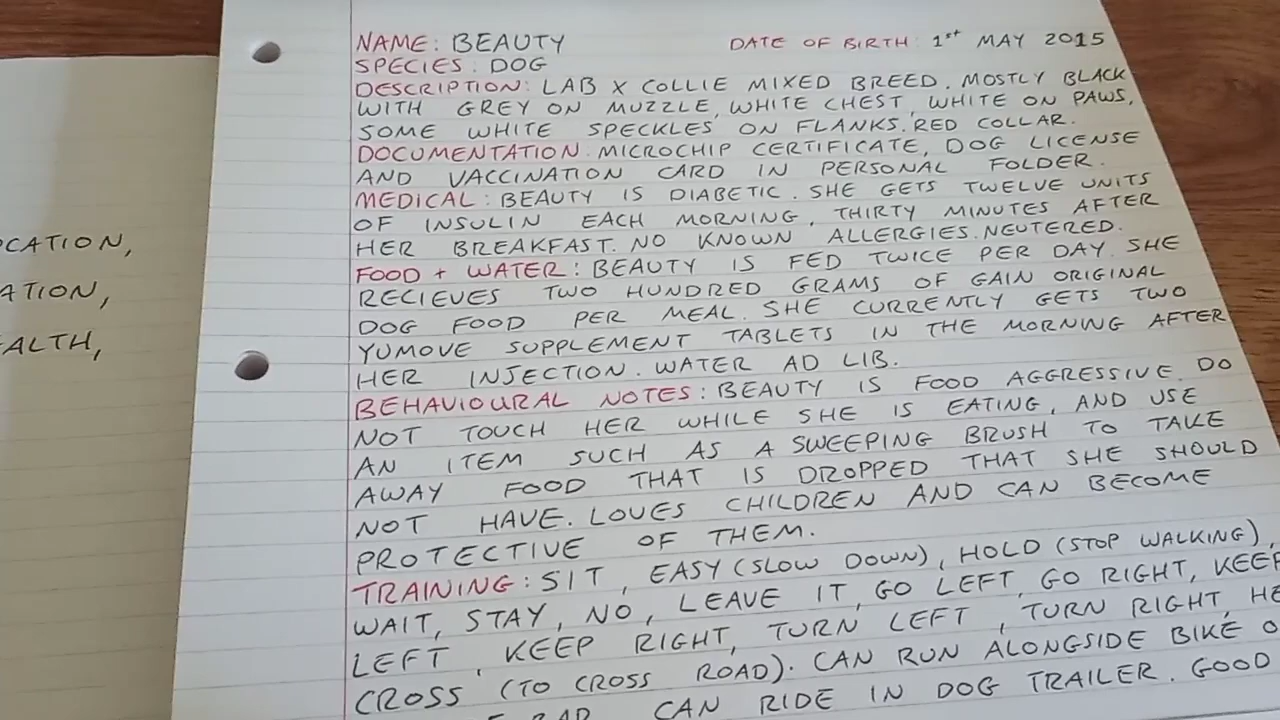 OCATION,
ATION,
ALTH,
NAME: BEAUTY DATE OF BIRTH: 1st MAY 2015
SPECIES: DOG
DESCRIPTION: LAB X COLLIE MIXED BREED. MOSTLY BLACK
WITH GREY ON MUZZLE, WHITE CHEST, WHITE ON PAWS,
SOME WHITE SPECKLES ON FLANKS. RED COLLAR.
DOCUMENTATION: MICROCHIP CERTIFICATE, DOG LICENSE
AND VACCINATION CARD IN PERSONAL FOLDER.
MEDICAL: BEAUTY IS DIABETIC. SHE GETS TWELVE UNITS
OF INSULIN EACH MORNING, THIRTY MINUTES AFTER
HER BREAKFAST. NO KNOWN ALLERGIES. NEUTERED.
FOOD + WATER: BEAUTY IS FED TWICE PER DAY. SHE
RECIEVES TWO HUNDRED GRAMS OF GAIN ORIGINAL
DOG FOOD PER MEAL. SHE CURRENTLY GETS TWO
YUMOVE SUPPLEMENT TABLETS IN THE MORNING AFTER
HER INJECTION. WATER AD LIB.
BEHAVIOURAL NOTES: BEAUTY IS FOOD AGGRESSIVE. DO
NOT TOUCH HER WHILE SHE IS EATING, AND USE
AN ITEM SUCH AS A SWEEPING BRUSH TO TAKE
AWAY FOOD THAT IS DROPPED THAT SHE SHOULD
NOT HAVE. LOVES CHILDREN AND CAN BECOME
PROTECTIVE OF THEM.
TRAINING: SIT, EASY (SLOW DOWN), HOLD (STOP WALKING),
WAIT, STAY, NO, LEAVE IT, GO LEFT, GO RIGHT, KEEP
LEFT, KEEP RIGHT, TURN LEFT, TURN RIGHT, HE
CROSS (TO CROSS ROAD). CAN RUN ALONGSIDE BIKE O
CAN RIDE IN DOG TRAILER. GOOD